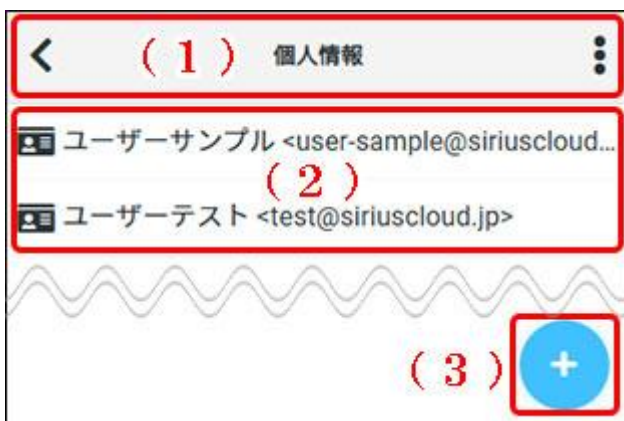 （１） 個人情報
ユーザーサンプル <user-sample@siriuscloud...
（２）
ユーザーテスト <test@siriuscloud.jp>
（３） +